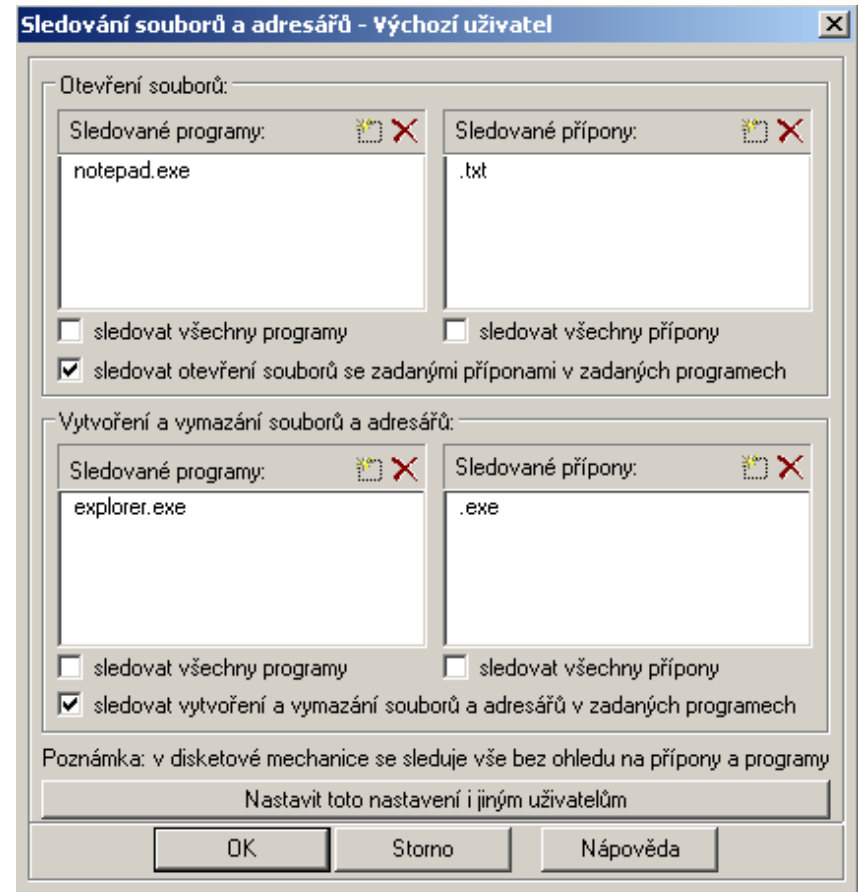 Sledování souborů a adresářů - Výchozí uživatel
Otevření souborů:
Sledované programy:
Sledované přípony:
notepad.exe
.txt
sledovat všechny programy
sledovat všechny přípony
sledovat otevření souborů se zadanými příponami v zadaných programech
Vytvoření a vymazání souborů a adresářů:
Sledované programy:
Sledované přípony:
explorer.exe
.exe
sledovat všechny programy
sledovat všechny přípony
sledovat vytvoření a vymazání souborů a adresářů v zadaných programech
Poznámka: v disketové mechanice se sleduje vše bez ohledu na přípony a programy
Nastavit toto nastavení i jiným uživatelům
OK
Storno
Nápověda